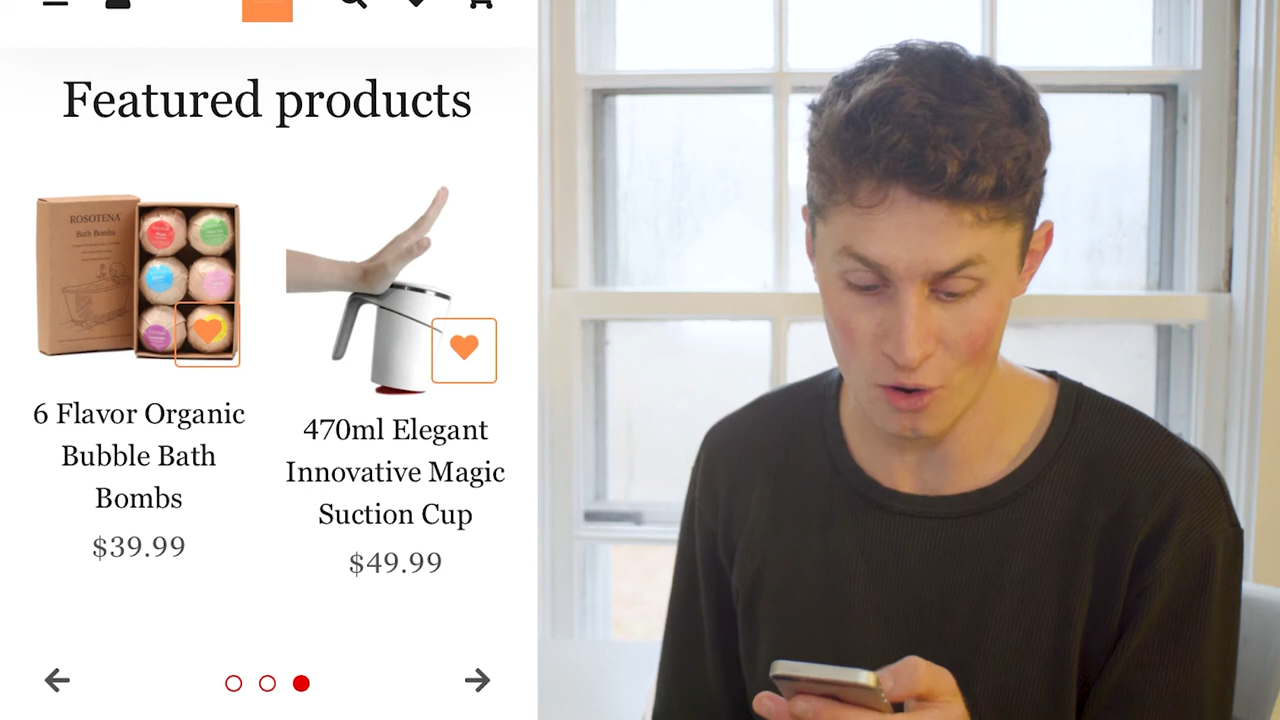 Featured products
ROSOTENA
Bath Bombs
6 Flavor Organic
Bubble Bath
Bombs
$39.99
470ml Elegant
Innovative Magic
Suction Cup
$49.99